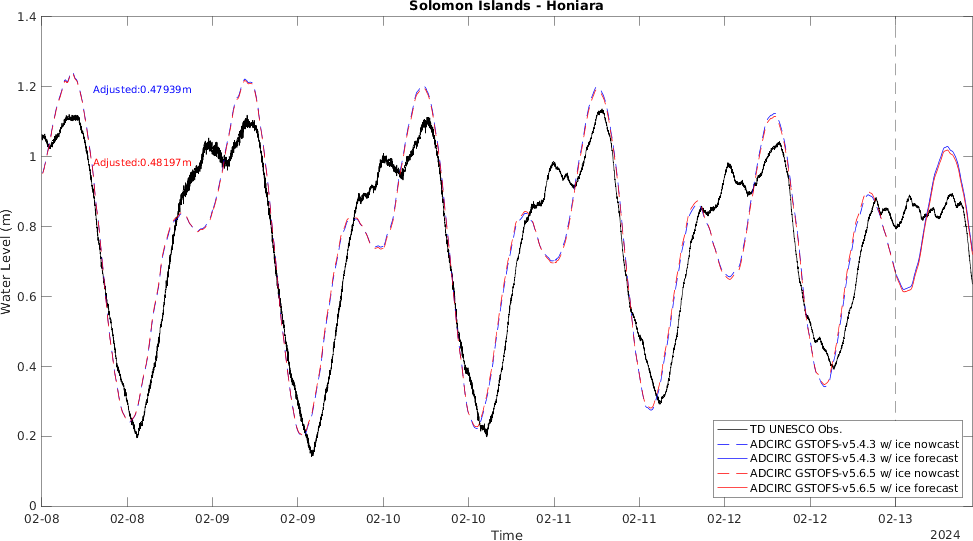 Solomon Islands - Honiara
1.4
1.2
1
0.8
0.6
0.4
0.2
0
Water Level (m)
Adjusted:0.47939m
Adjusted:0.48197m
TD UNESCO Obs.
ADCIRC GSTOFS-v5.4.3 w/ ice nowcast
ADCIRC GSTOFS-v5.4.3 w/ ice forecast
ADCIRC GSTOFS-v5.6.5 w/ ice nowcast
ADCIRC GSTOFS-v5.6.5 w/ ice forecast
02-08 02-08 02-09 02-09 02-10 02-10 02-11 02-11 02-12 02-12 02-13
Time
2024